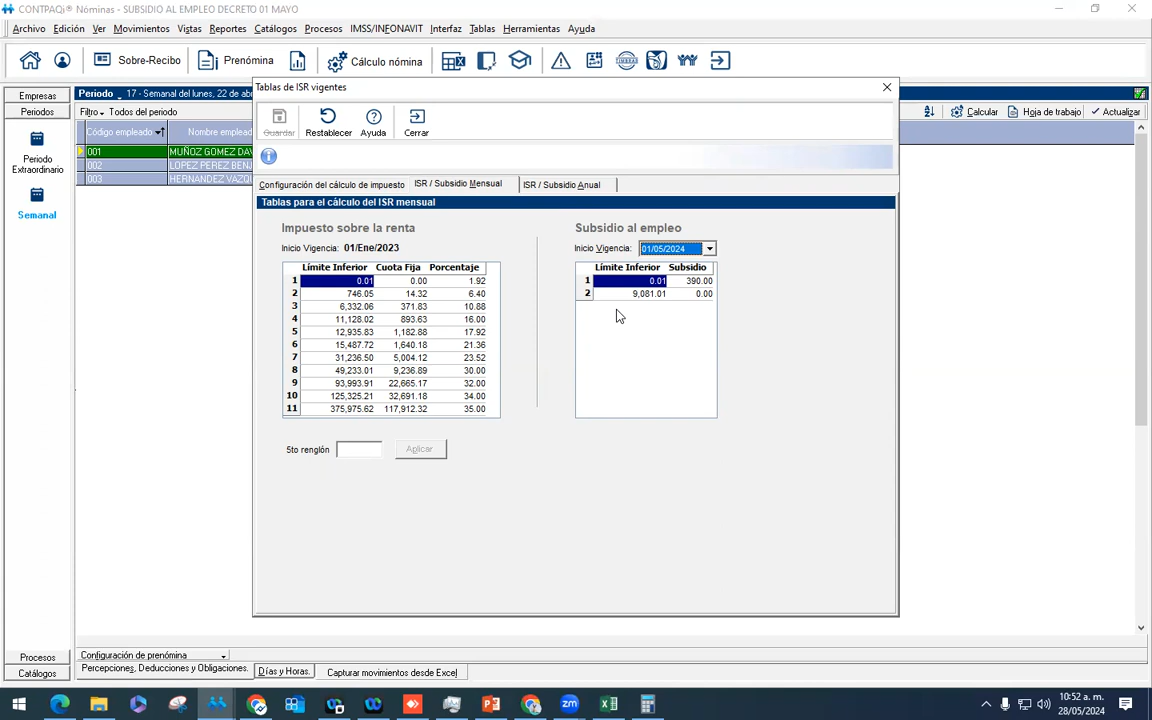 CONTPAQi® Nóminas - SUBSIDIO AL EMPLEO DECRETO 01 MAYO
Archivo Edición Ver Movimientos Vistas Reportes Catálogos Procesos IMSS/INFONAVIT Interfaz Tablas Herramientas Ayuda
Sobre-Recibo Prenómina Cálculo nómina
Empresas
Periodos
Periodo Extraordinario
Semanal
Procesos
Catálogos
Periodo 17 - Semanal del lunes, 22 de
Filtro Todos del periodo
Calcular Hoja de trabajo Actualizar
Código empleado Nombre
001 MUÑOZ GOMEZ
002 LOPEZ PEREZ
003 HERNANDEZ
Tablas de ISR vigentes
Guardar Restablecer Ayuda Cerrar
Configuración del cálculo de impuesto ISR / Subsidio Mensual ISR / Subsidio Anual
Tablas para el cálculo del ISR mensual
Impuesto sobre la renta
Inicio Vigencia: 01/Ene/2023
Límite Inferior Cuota Fija Porcentaje
1 0.01 0.00 1.92
2 746.05 14.32 6.40
3 6,332.06 371.83 10.88
4 11,128.02 893.63 16.00
5 12,935.83 1,182.88 17.92
6 15,487.72 1,640.18 21.36
7 31,236.50 5,004.12 23.52
8 49,233.01 9,236.89 30.00
9 93,993.91 22,665.17 32.00
10 125,325.21 32,691.18 34.00
11 375,975.62 117,912.32 35.00
5to renglón Aplicar
Subsidio al empleo
Inicio Vigencia: 01/05/2024
Límite Inferior Subsidio
1 0.01 390.00
2 9,081.01 0.00
Configuración de prenómina
Percepciones, Deducciones y Obligaciones. Días y Horas. Capturar movimientos desde Excel
10:52 a. m.
28/05/2024